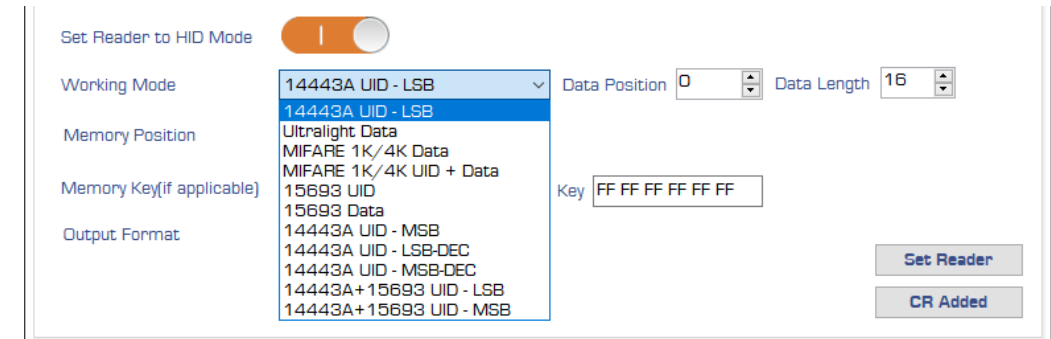 Set Reader to HID Mode
Working Mode
14443A UID - LSB
Data Position 0
Data Length 16
14443A UID - LSB
Ultralight Data
MIFARE 1K/4K Data
MIFARE 1K/4K UID + Data
15693 UID
15693 Data
14443A UID - MSB
14443A UID - LSB-DEC
14443A UID - MSB-DEC
14443A+15693 UID - LSB
14443A+15693 UID - MSB
Memory Position
Memory Key(if applicable)
Key FF FF FF FF FF FF
Output Format
Set Reader
CR Added